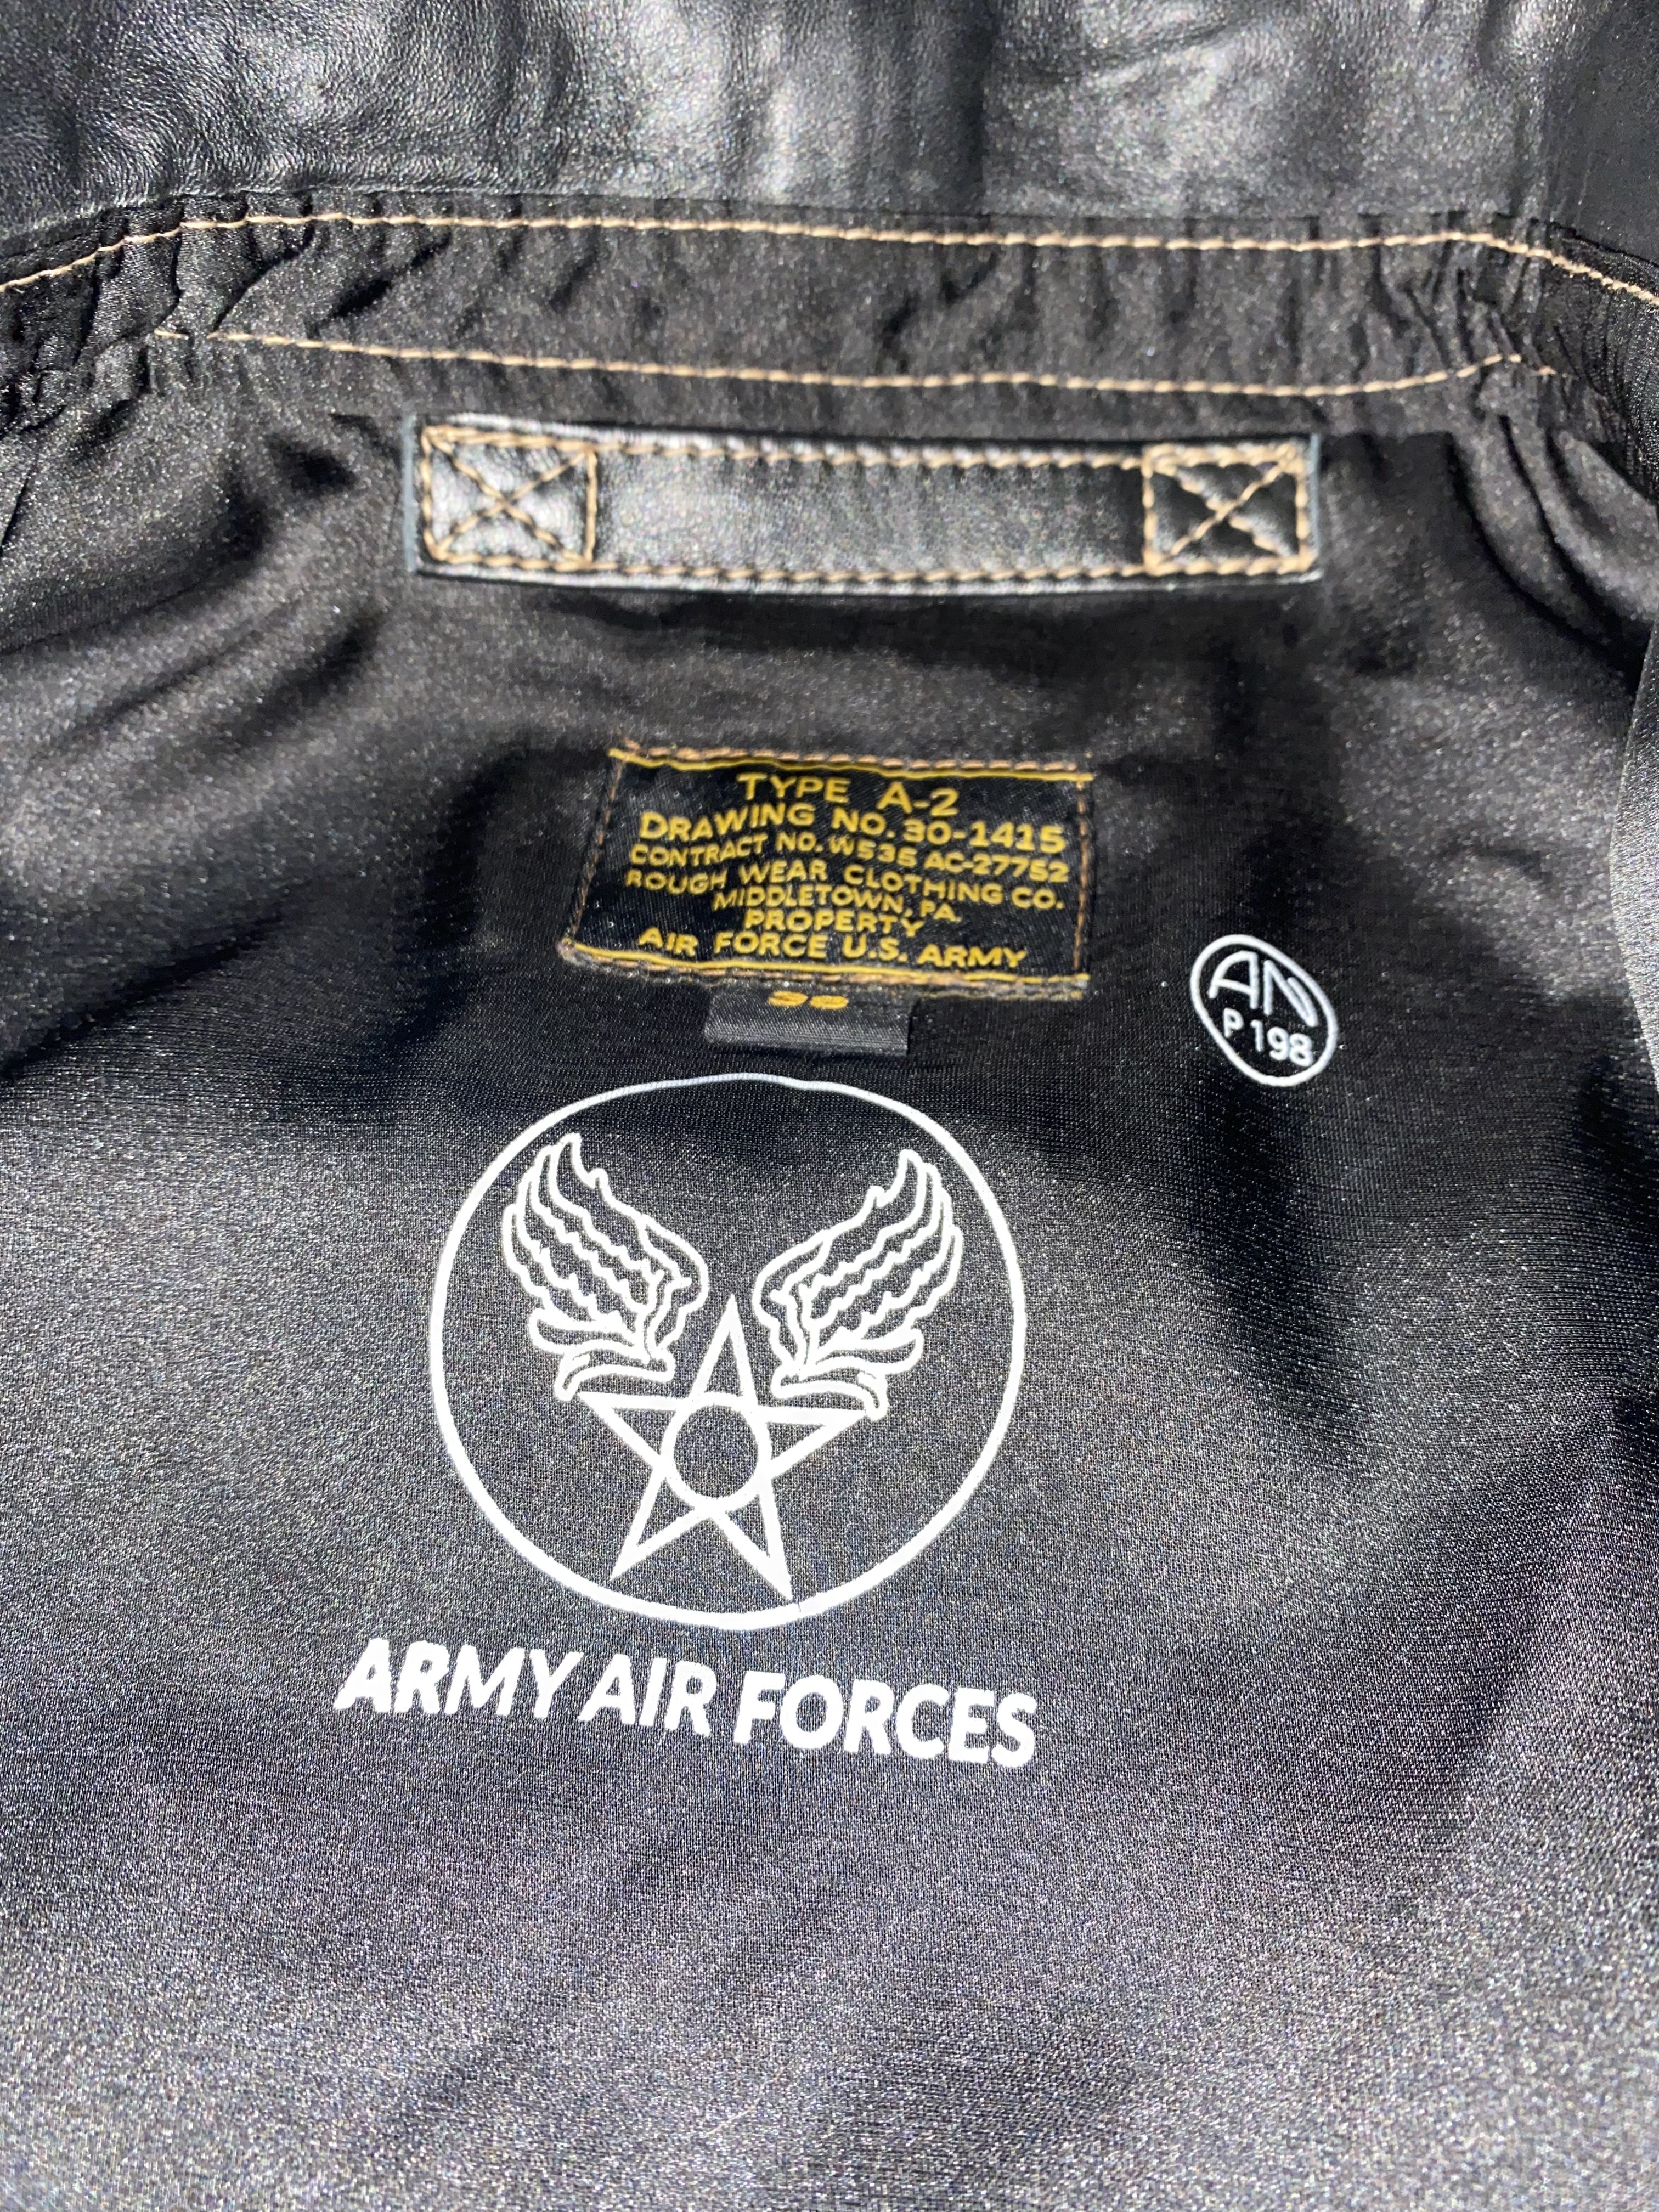 TYPE A-2
DRAWING NO. 30-1415
CONTRACT NO. W535 AC-27752
ROUGH WEAR CLOTHING CO.
MIDDLETOWN, PA.
PROPERTY
AIR FORCE U.S. ARMY
AN
P 198
ARMY AIR FORCES